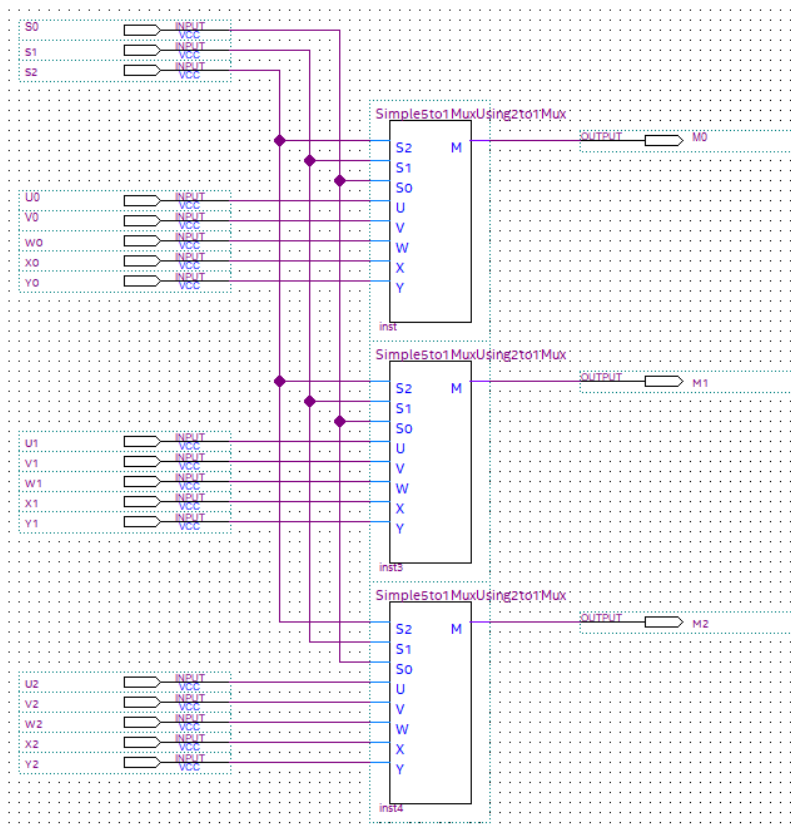 S0 INPUT VCC
S1 INPUT VCC
S2 INPUT VCC
Simple5to1MuxUsing2to1Mux
S2 M OUTPUT M0
S1
S0
U0 INPUT VCC U
V0 INPUT VCC V
W0 INPUT VCC W
X0 INPUT VCC X
Y0 INPUT VCC Y
inst
Simple5to1MuxUsing2to1Mux
S2 M OUTPUT M1
S1
S0
U1 INPUT VCC U
V1 INPUT VCC V
W1 INPUT VCC W
X1 INPUT VCC X
Y1 INPUT VCC Y
inst3
Simple5to1MuxUsing2to1Mux
S2 M OUTPUT M2
S1
S0
U2 INPUT VCC U
V2 INPUT VCC V
W2 INPUT VCC W
X2 INPUT VCC X
Y2 INPUT VCC Y
inst4